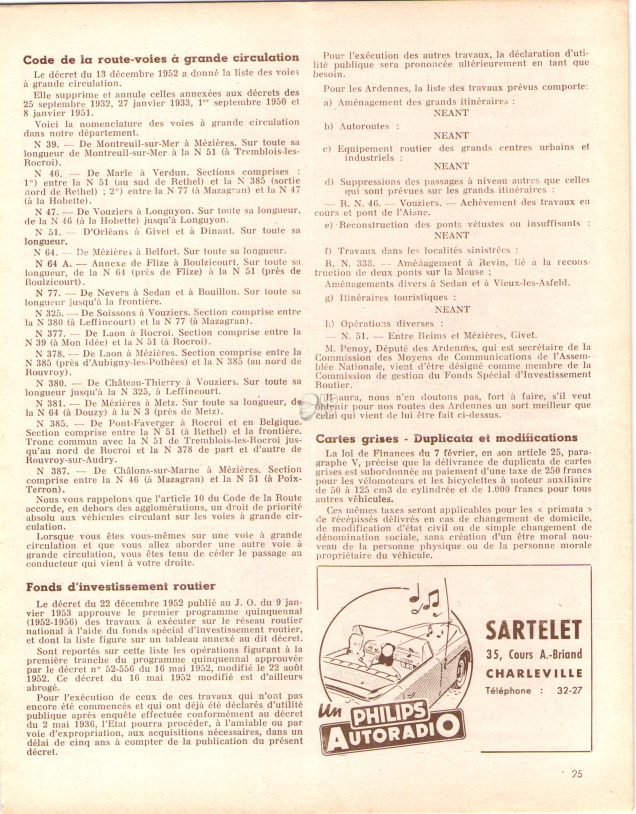 Code de la route-voies à grande circulation
Le décret du 13 décembre 1952 a donné la liste des voies
à grande circulation.
Elle supprime et annule celles annexées aux décrets des
25 septembre 1932, 27 janvier 1933, 1er septembre 1950 et
8 janvier 1951.
Voici la nomenclature des voies à grande circulation
dans notre département.
N 39. — De Montreuil-sur-Mer à Mézières. Sur toute sa
longueur de Montreuil-sur-Mer à la N 51 (à Tremblois-les-
Rocroi).
N 46. — De Marle à Verdun. Sections comprises :
1°) entre la N 51 (au sud de Rethel) et la N 385 (sortie
nord de Rethel) ; 2°) entre la N 77 (à Mazagran) et la N 47
(à la Hobette).
N 47. — De Vouziers à Longuyon. Sur toute sa longueur,
de la N 46 (à la Hobette) jusqu'à Longuyon.
N 51. — D'Orléans à Givet et à Dinant. Sur toute sa
longueur.
N 64. — De Mézières à Belfort. Sur toute sa longueur.
N 64 A. — Annexe de Flize à Boulzicourt. Sur toute sa
longueur, de la N 64 (près de Flize) à la N 51 (près de
Boulzicourt).
N 77. — De Nevers à Sedan et à Bouillon. Sur toute sa
longueur jusqu'à la frontière.
N 325. — De Soissons à Vouziers. Section comprise entre
la N 380 (à Leffincourt) et la N 77 (à Mazagran).
N 377. — De Laon à Rocroi. Section comprise entre la
N 39 (à Mon Idée) et la N 51 (à Rocroi).
N 378. — De Laon à Mézières. Section comprise entre la
N 385 (près d'Aubigny-les-Pothées) et la N 385 (au nord de
Rouvroy).
N 380. — De Château-Thierry à Vouziers. Sur toute sa
longueur jusqu'à la N 325, à Leffincourt.
N 381. — De Mézières à Metz. Sur toute sa longueur, de
la N 64 (à Douzy) à la N 3 (près de Metz).
N 385. — De Pont-Faverger à Rocroi et en Belgique.
Section comprise entre la N 51 (à Rethel) et la frontière.
Tronc commun avec la N 51 de Tremblois-les-Rocroi jus-
qu'au nord de Rocroi et la N 378 de part et d'autre de
Rouvroy-sur-Audry.
N 387. — De Châlons-sur-Marne à Mézières. Section
comprise entre la N 46 (à Mazagran) et la N 51 (à Poix-
Terron).
Nous vous rappelons que l'article 10 du Code de la Route
accorde, en dehors des agglomérations, un droit de priorité
absolu aux véhicules circulant sur les voies à grande cir-
culation.
Lorsque vous êtes vous-mêmes sur une voie à grande
circulation et que vous allez aborder une autre voie à
grande circulation, vous êtes tenu de céder le passage au
conducteur qui vient à votre droite.
Fonds d'investissement routier
Le décret du 22 décembre 1952 publié au J. O. du 9 jan-
vier 1953 approuve le premier programme quinquennal
(1952-1956) des travaux à exécuter sur le réseau routier
national à l'aide du fonds spécial d'investissement routier,
et dont la liste figure sur un tableau annexé au dit décret.
Sont reportés sur cette liste les opérations figurant à la
première tranche du programme quinquennal approuvée
par le décret n° 52-556 du 16 mai 1952, modifié le 22 août
1952. Ce décret du 16 mai 1952 modifié est d'ailleurs
abrogé.
Pour l'exécution de ceux de ces travaux qui n'ont pas
encore été commencés et qui ont déjà été déclarés d'utilité
publique après enquête effectuée conformément au décret
du 2 mai 1936, l'Etat pourra procéder, à l'amiable ou par
voie d'expropriation, aux acquisitions nécessaires, dans un
délai de cinq ans à compter de la publication du présent
décret.
Pour l'exécution des autres travaux, la déclaration d'uti-
lité publique sera prononcée ultérieurement en tant que
besoin.
Pour les Ardennes, la liste des travaux prévus comporte:
a) Aménagement des grands itinéraires :
NEANT
b) Autoroutes :
NEANT
c) Equipement routier des grands centres urbains et
industriels :
NEANT
d) Suppressions des passages à niveau autres que celles
qui sont prévues sur les grands itinéraires :
— R. N. 46. — Vouziers. — Achèvement des travaux en
cours et pont de l'Aisne.
e) Reconstruction des ponts vétustes ou insuffisants :
NEANT
f) Travaux dans les localités sinistrées :
R. N. 388. — Aménagement à Revin, lié à la recons-
truction de deux ponts sur la Meuse ;
Aménagements divers à Sedan et à Vieux-les-Asfeld.
g) Itinéraires touristiques :
NEANT
h) Opérations diverses :
— N. 51. — Entre Reims et Mézières, Givet.
M. Penoy, Député des Ardennes, qui est secrétaire de la
Commission des Moyens de Communications de l'Assem-
blée Nationale, vient d'être désigné comme membre de la
Commission de gestion du Fonds Spécial d'Investissement
Routier.
Il aura, nous n'en doutons pas, fort à faire, s'il veut
obtenir pour nos routes des Ardennes un sort meilleur que
celui qui vient de lui être fait ci-dessus.
Cartes grises - Duplicata et modifications
La loi de Finances du 7 février, en son article 25, para-
graphe V, précise que la délivrance de duplicata de cartes
grises est subordonnée au paiement d'une taxe de 250 francs
pour les vélomoteurs et les bicyclettes à moteur auxiliaire
de 50 à 125 cm3 de cylindrée et de 1.000 francs pour tous
autres véhicules.
Ces mêmes taxes seront applicables pour les « primata »
de récépissés délivrés en cas de changement de domicile,
de modification d'état civil ou de simple changement de
dénomination sociale, sans création d'un être moral nou-
veau de la personne physique ou de la personne morale
propriétaire du véhicule.
SARTELET
35, Cours A.-Briand
CHARLEVILLE
Téléphone : 32-27
Un PHILIPS
AUTORADIO
25